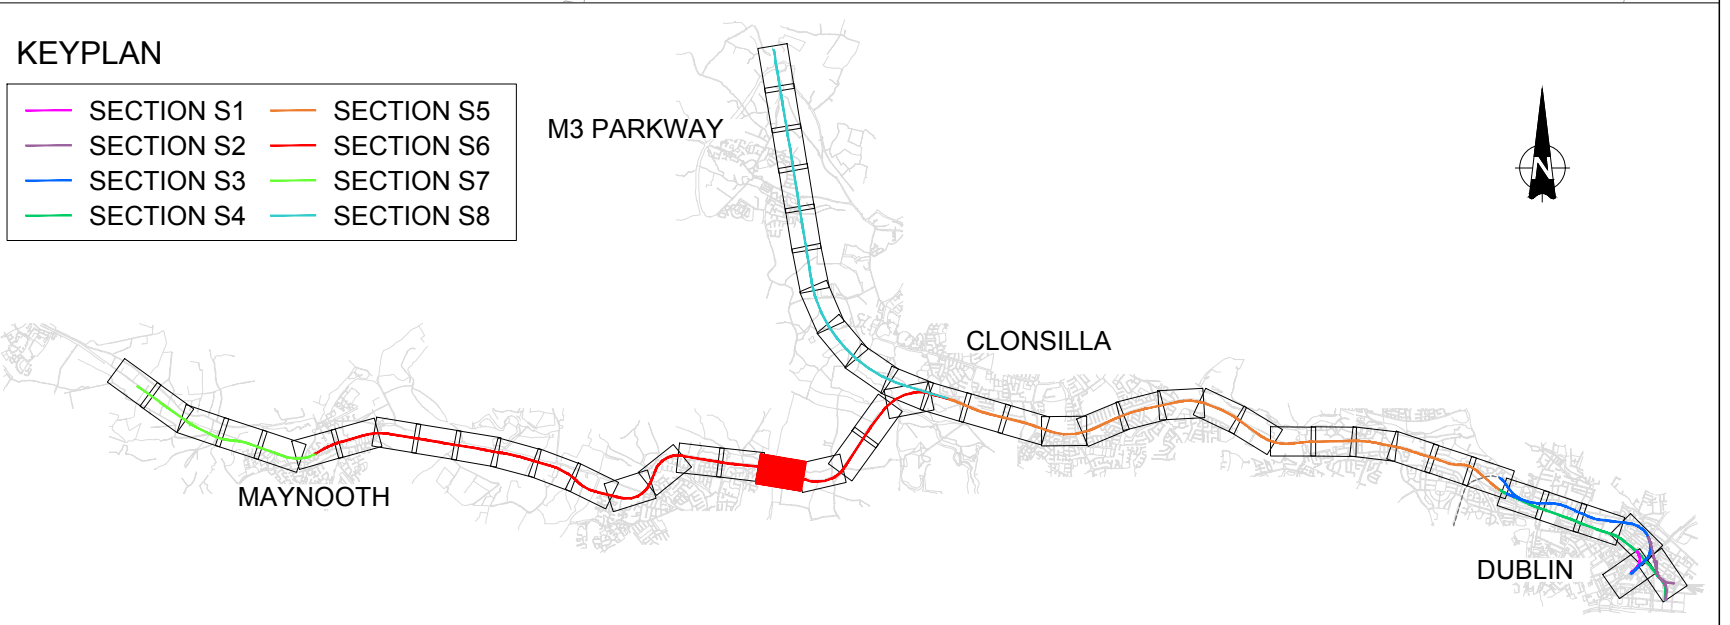 KEYPLAN
SECTION S1
SECTION S2
SECTION S3
SECTION S4
SECTION S5
SECTION S6
SECTION S7
SECTION S8
M3 PARKWAY
N
CLONSILLA
MAYNOOTH
DUBLIN